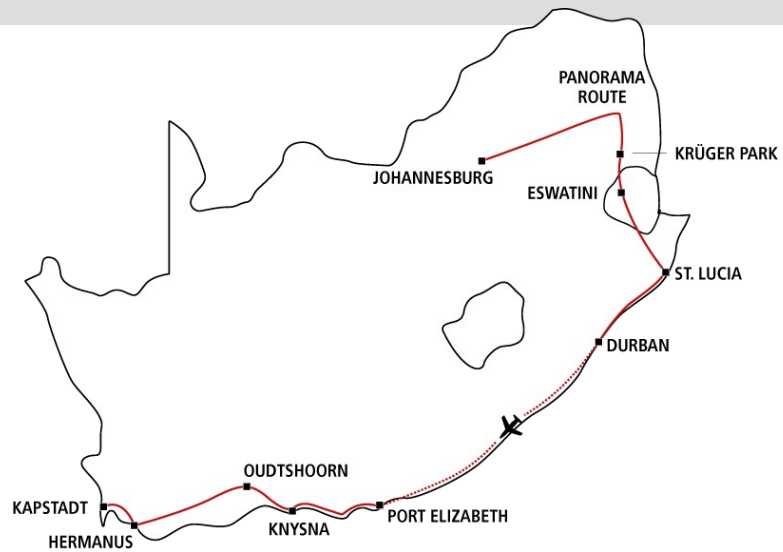 PANORAMA
ROUTE
KRÜGER PARK
JOHANNESBURG
ESWATINI
ST. LUCIA
DURBAN
OUDTSHOORN
KAPSTADT
PORT ELIZABETH
KNYSNA
HERMANUS